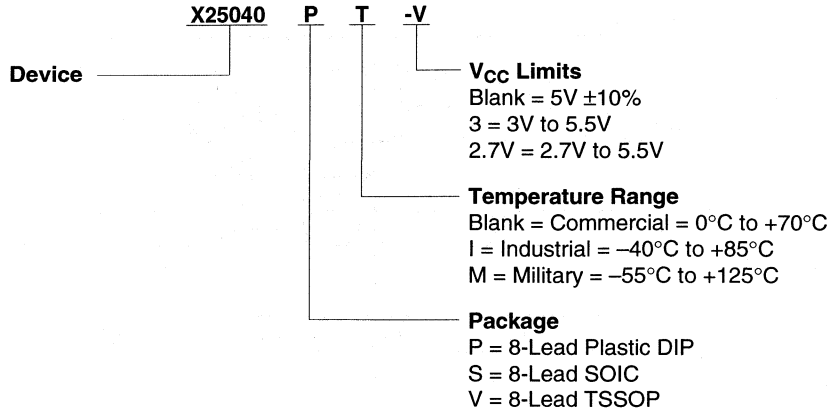 X25040 P T -V
Device
VCC Limits
Blank = 5V ±10%
3 = 3V to 5.5V
2.7V = 2.7V to 5.5V
Temperature Range
Blank = Commercial = 0°C to +70°C
I = Industrial = –40°C to +85°C
M = Military = –55°C to +125°C
Package
P = 8-Lead Plastic DIP
S = 8-Lead SOIC
V = 8-Lead TSSOP